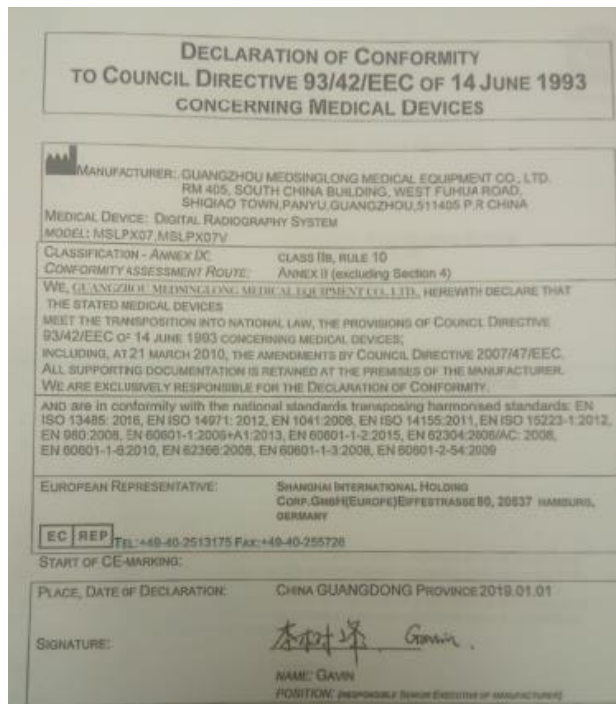 DECLARATION OF CONFORMITY
TO COUNCIL DIRECTIVE 93/42/EEC OF 14 JUNE 1993
CONCERNING MEDICAL DEVICES
MANUFACTURER: GUANGZHOU MEDSINGLONG MEDICAL EQUIPMENT CO., LTD.
RM 405, SOUTH CHINA BUILDING, WEST FUHUA ROAD,
SHIQIAO TOWN,PANYU,GUANGZHOU,511405 P.R CHINA
MEDICAL DEVICE: DIGITAL RADIOGRAPHY SYSTEM
MODEL: MSLPX07,MSLPX07V
CLASSIFICATION - ANNEX IX: CLASS IIB, RULE 10
CONFORMITY ASSESSMENT ROUTE: ANNEX II (excluding Section 4)
WE, GUANGZHOU MEDSINGLONG MEDICAL EQUIPMENT CO., LTD., HEREWITH DECLARE THAT
THE STATED MEDICAL DEVICES
MEET THE TRANSPOSITION INTO NATIONAL LAW, THE PROVISIONS OF COUNCL DIRECTIVE
93/42/EEC OF 14 JUNE 1993 CONCERNING MEDICAL DEVICES;
INCLUDING, AT 21 MARCH 2010, THE AMENDMENTS BY COUNCIL DIRECTIVE 2007/47/EEC.
ALL SUPPORTING DOCUMENTATION IS RETAINED AT THE PREMISES OF THE MANUFACTURER.
WE ARE EXCLUSIVELY RESPONSIBLE FOR THE DECLARATION OF CONFORMITY.
AND are in conformity with the national standards transposing harmonised standards: EN
ISO 13485: 2016, EN ISO 14971: 2012, EN 1041:2008, EN ISO 14155:2011, EN ISO 15223-1:2012,
EN 980:2008, EN 60601-1:2006+A1:2013, EN 60601-1-2:2015, EN 62304:2006/AC: 2008,
EN 60601-1-6:2010, EN 62366:2008, EN 60601-1-3:2008, EN 60601-2-54:2009
EUROPEAN REPRESENTATIVE: SHANGHAI INTERNATIONAL HOLDING
CORP.GMBH(EUROPE)EIFFESTRASSE 80, 20537 HAMBURG,
GERMANY
EC REP TEL:+49-40-2513175 FAX:+49-40-255726
START OF CE-MARKING:
PLACE, DATE OF DECLARATION: CHINA GUANGDONG PROVINCE 2019.01.01
SIGNATURE: Gavin
NAME: GAVIN
POSITION: (RESPONSIBLE SENIOR EXECUTIVE OF MANUFACTURER)